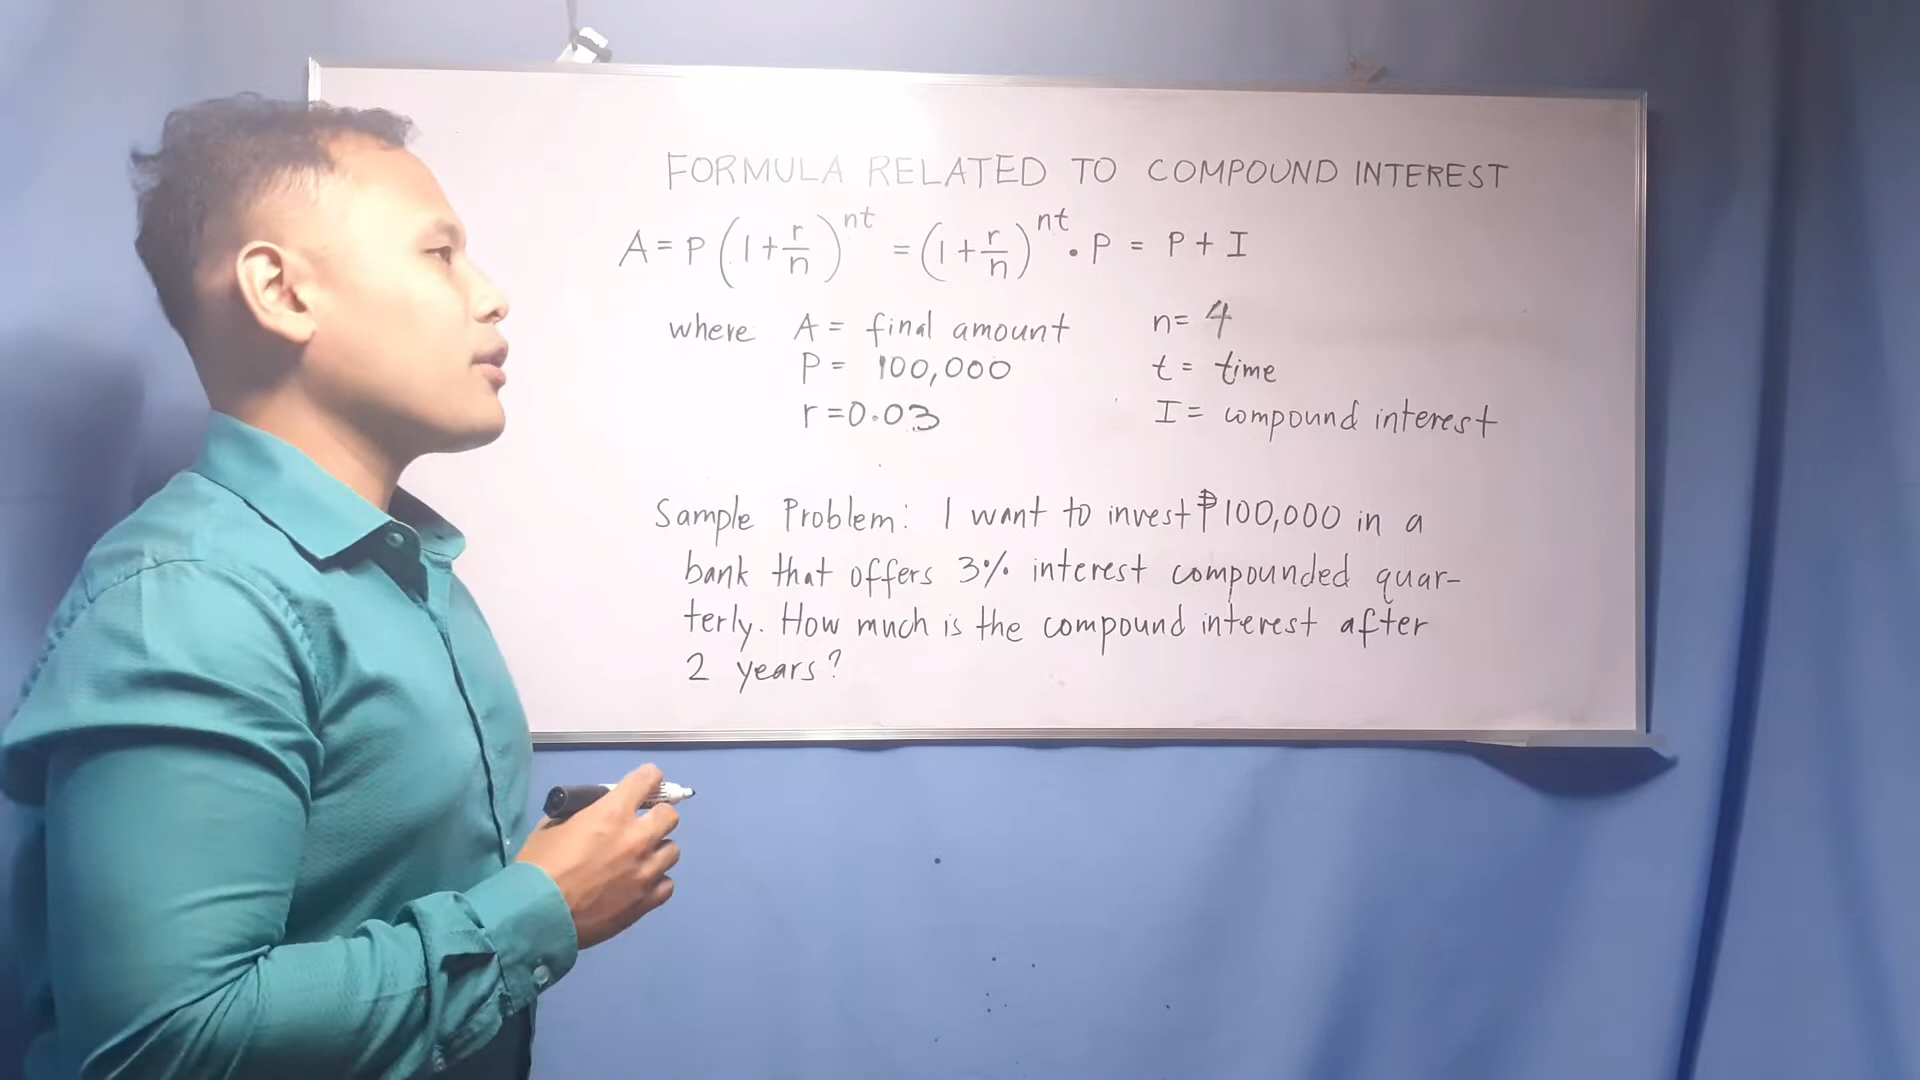 FORMULA RELATED TO COMPOUND INTEREST
A = P (1 + r/n)^nt = (1 + r/n)^nt · P = P + I
where A = final amount n = 4
P = 100,000 t = time
r = 0.03 I = compound interest
Sample Problem: I want to invest ₱100,000 in a
bank that offers 3% interest compounded quar-
terly. How much is the compound interest after
2 years?